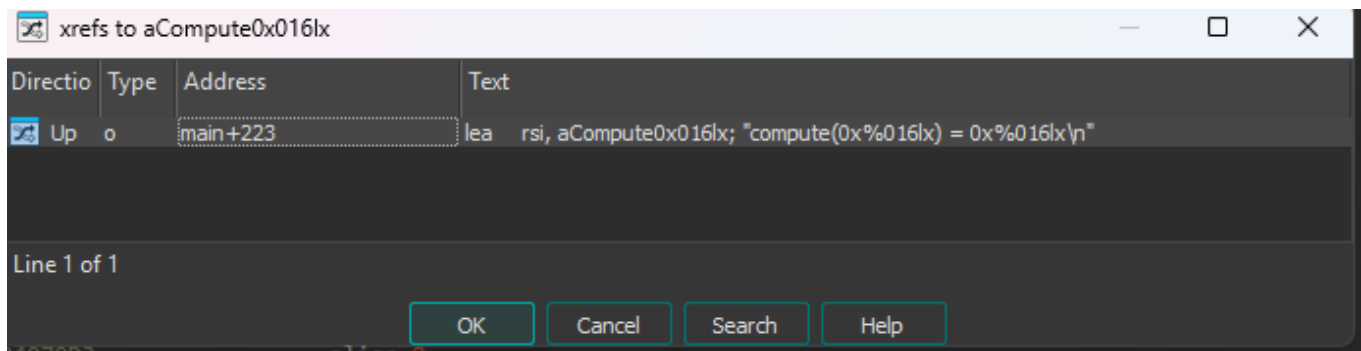 xrefs to aCompute0x016lx
Directio Type Address Text
Up o main+223 lea rsi, aCompute0x016lx; "compute(0x%016lx) = 0x%016lx\n"
Line 1 of 1
OK Cancel Search Help